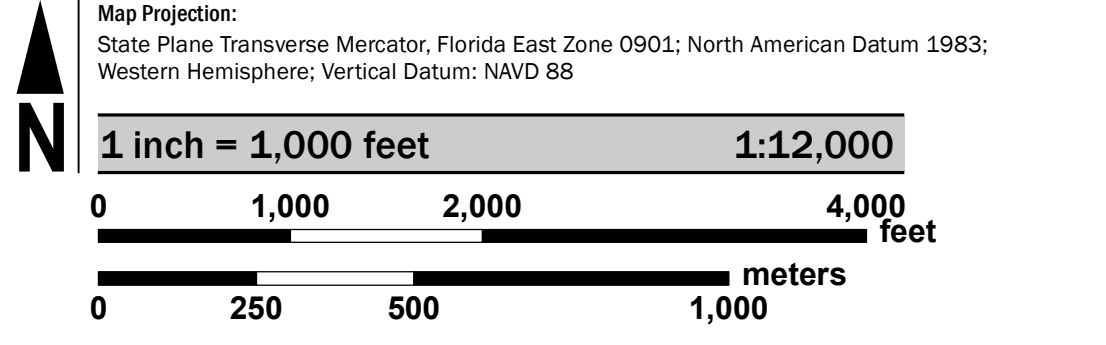 Map Projection:
State Plane Transverse Mercator, Florida East Zone 0901; North American Datum 1983;
Western Hemisphere; Vertical Datum: NAVD 88
N
1 inch = 1,000 feet 1:12,000
0 1,000 2,000 4,000
feet
meters
0 250 500 1,000